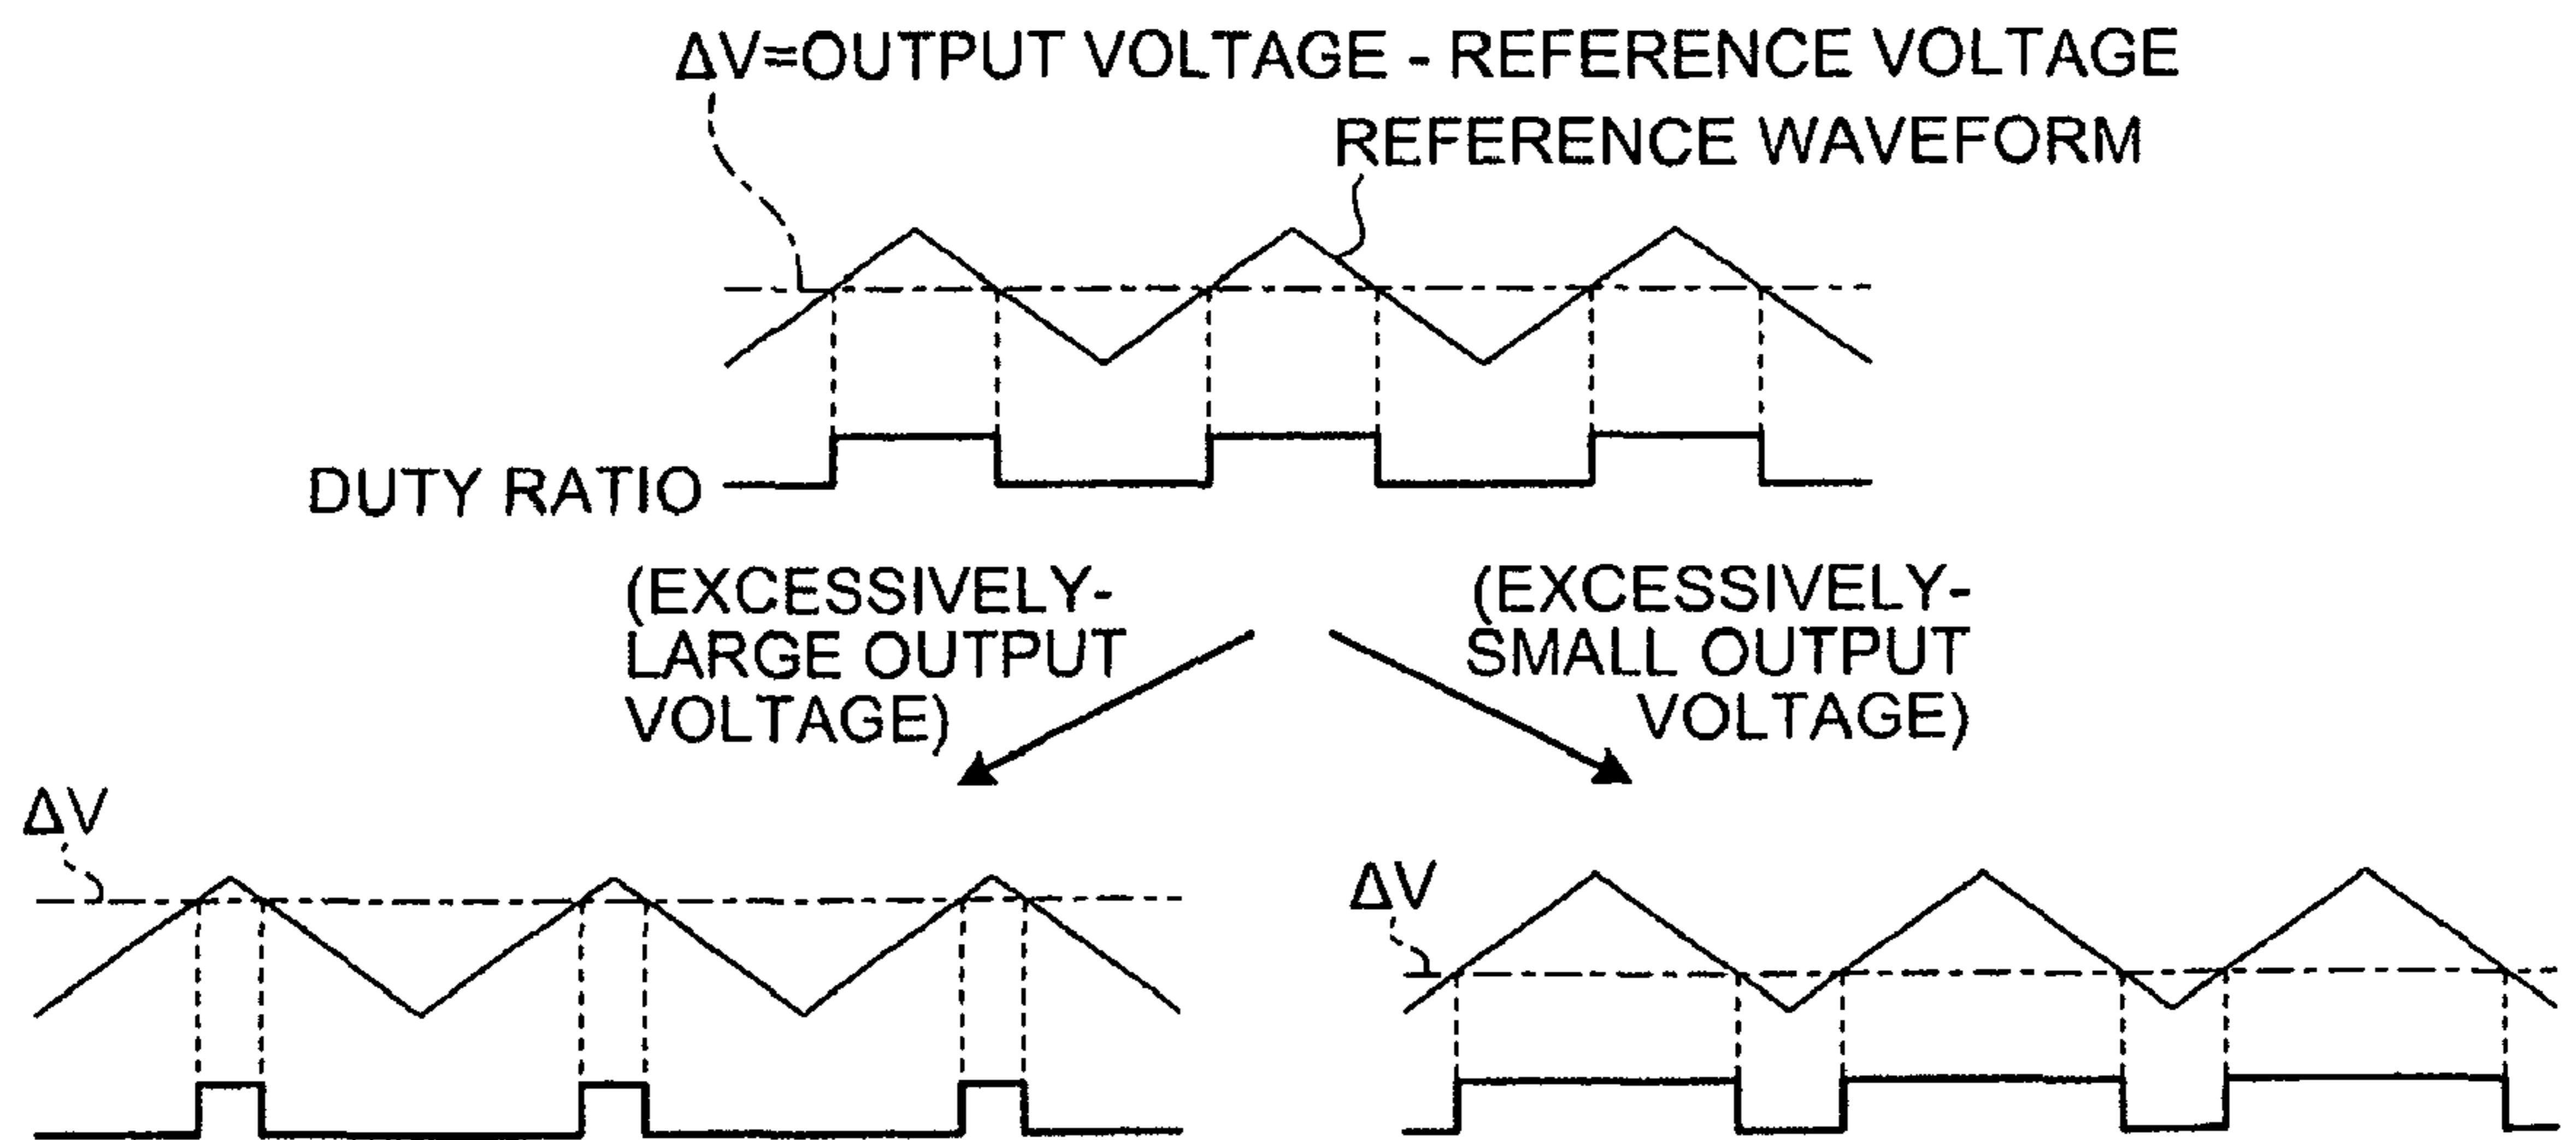 ΔV=OUTPUT VOLTAGE - REFERENCE VOLTAGE
REFERENCE WAVEFORM
DUTY RATIO
(EXCESSIVELY-
LARGE OUTPUT
VOLTAGE)
(EXCESSIVELY-
SMALL OUTPUT
VOLTAGE)
ΔV
ΔV